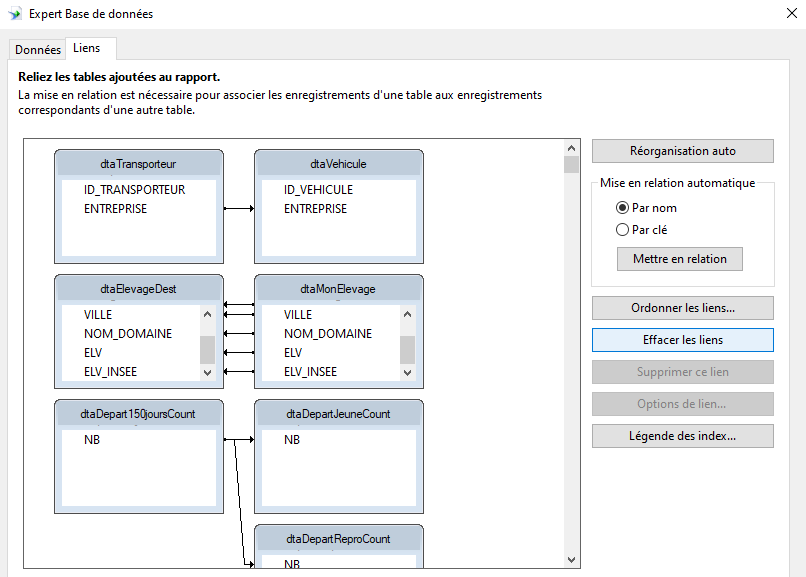 Expert Base de données
Données Liens
Reliez les tables ajoutées au rapport.
La mise en relation est nécessaire pour associer les enregistrements d'une table aux enregistrements
correspondants d'une autre table.
dtaTransporteur
ID_TRANSPORTEUR
ENTREPRISE
dtaVehicule
ID_VEHICULE
ENTREPRISE
dtaElevageDest
VILLE
NOM_DOMAINE
ELV
ELV_INSEE
dtaMonElevage
VILLE
NOM_DOMAINE
ELV
ELV_INSEE
dtaDepart150joursCount
NB
dtaDepartJeuneCount
NB
dtaDepartReproCount
NB
Réorganisation auto
Mise en relation automatique
Par nom
Par clé
Mettre en relation
Ordonner les liens...
Effacer les liens
Supprimer ce lien
Options de lien...
Légende des index...